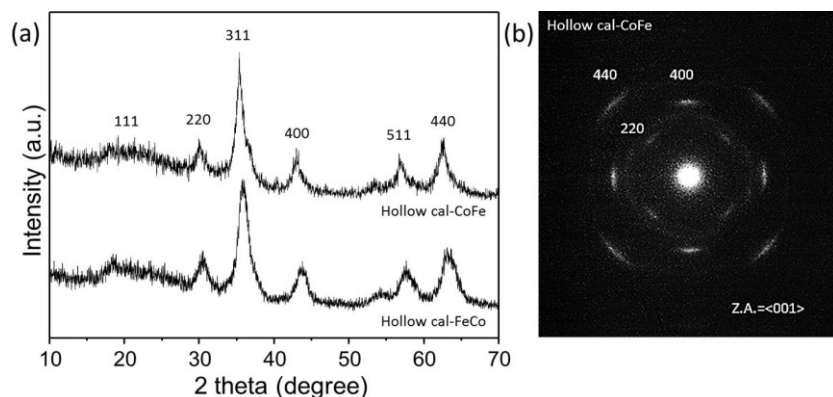 (a)
311
111
220
400
511
440
Hollow cal-CoFe
Hollow cal-FeCo
Intensity (a.u.)
10 20 30 40 50 60 70
2 theta (degree)
(b)
Hollow cal-CoFe
440 400
220
Z.A.=<001>